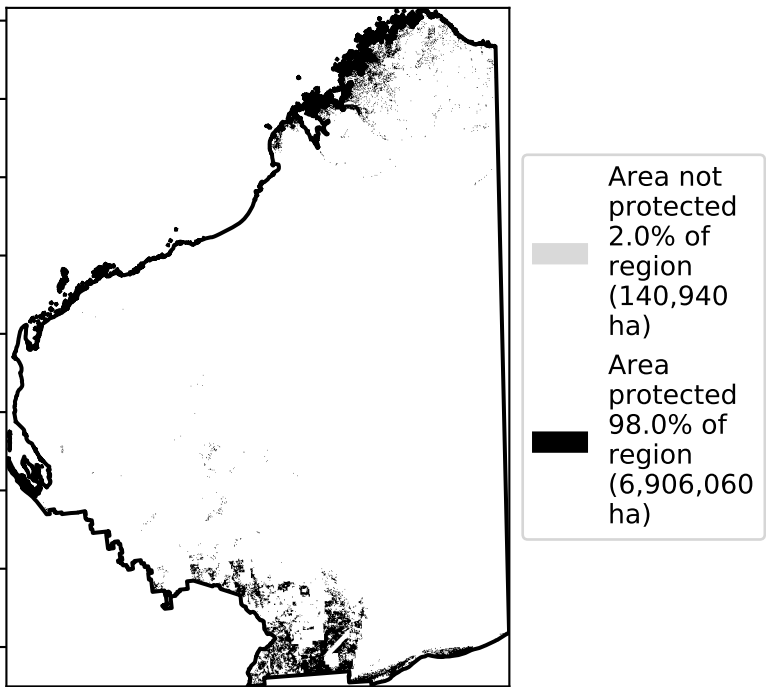 Area not
protected
2.0% of
region
(140,940
ha)
Area
protected
98.0% of
region
(6,906,060
ha)